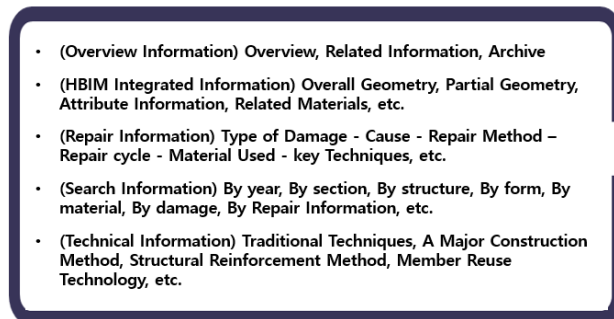 • (Overview Information) Overview, Related Information, Archive
• (HBIM Integrated Information) Overall Geometry, Partial Geometry,
Attribute Information, Related Materials, etc.
• (Repair Information) Type of Damage - Cause - Repair Method –
Repair cycle - Material Used - key Techniques, etc.
• (Search Information) By year, By section, By structure, By form, By
material, By damage, By Repair Information, etc.
• (Technical Information) Traditional Techniques, A Major Construction
Method, Structural Reinforcement Method, Member Reuse
Technology, etc.